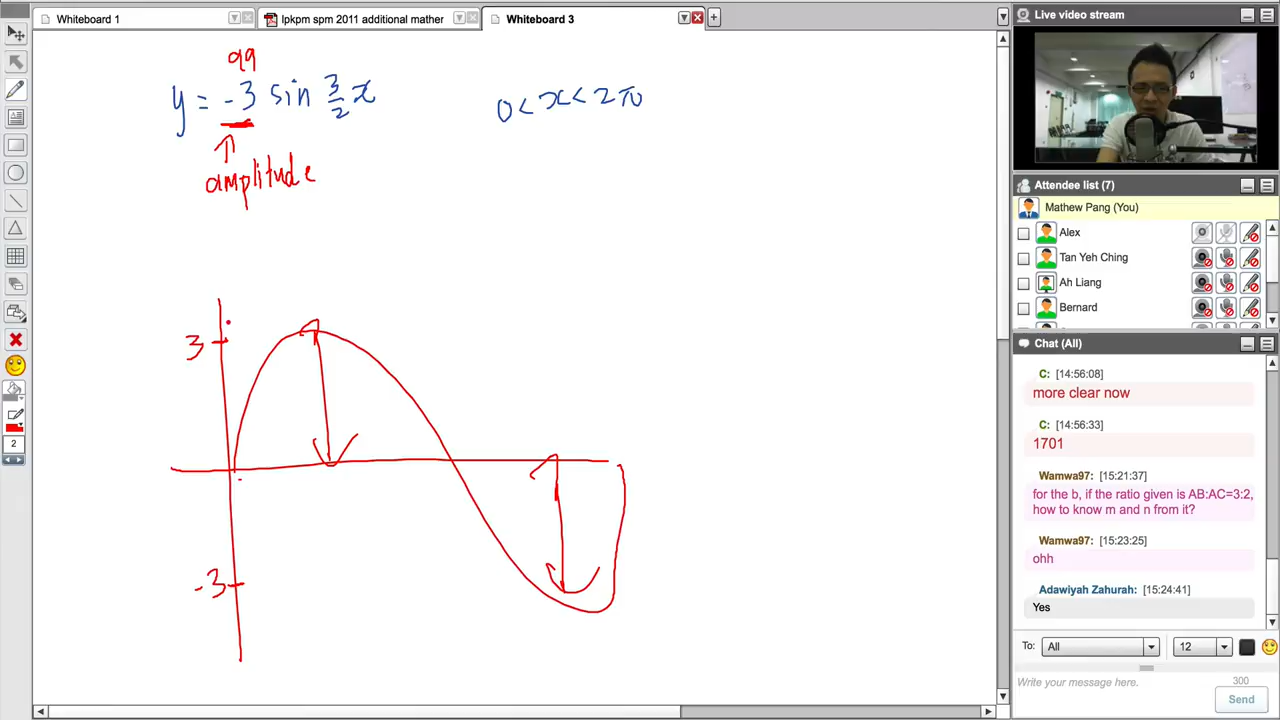 Whiteboard 1
lpkpm spm 2011 additional mather
Whiteboard 3
99
y = -3 sin 3/2 x
0 < x < 2π
amplitude
3
-3
2
Live video stream
Attendee list (7)
Mathew Pang (You)
Alex
Tan Yeh Ching
Ah Liang
Bernard
Chat (All)
C: [14:56:08]
more clear now
C: [14:56:33]
1701
Wamwa97: [15:21:37]
for the b, if the ratio given is AB:AC=3:2,
how to know m and n from it?
Wamwa97: [15:23:25]
ohh
Adawiyah Zahurah: [15:24:41]
Yes
To: All 12
Write your message here.
300
Send